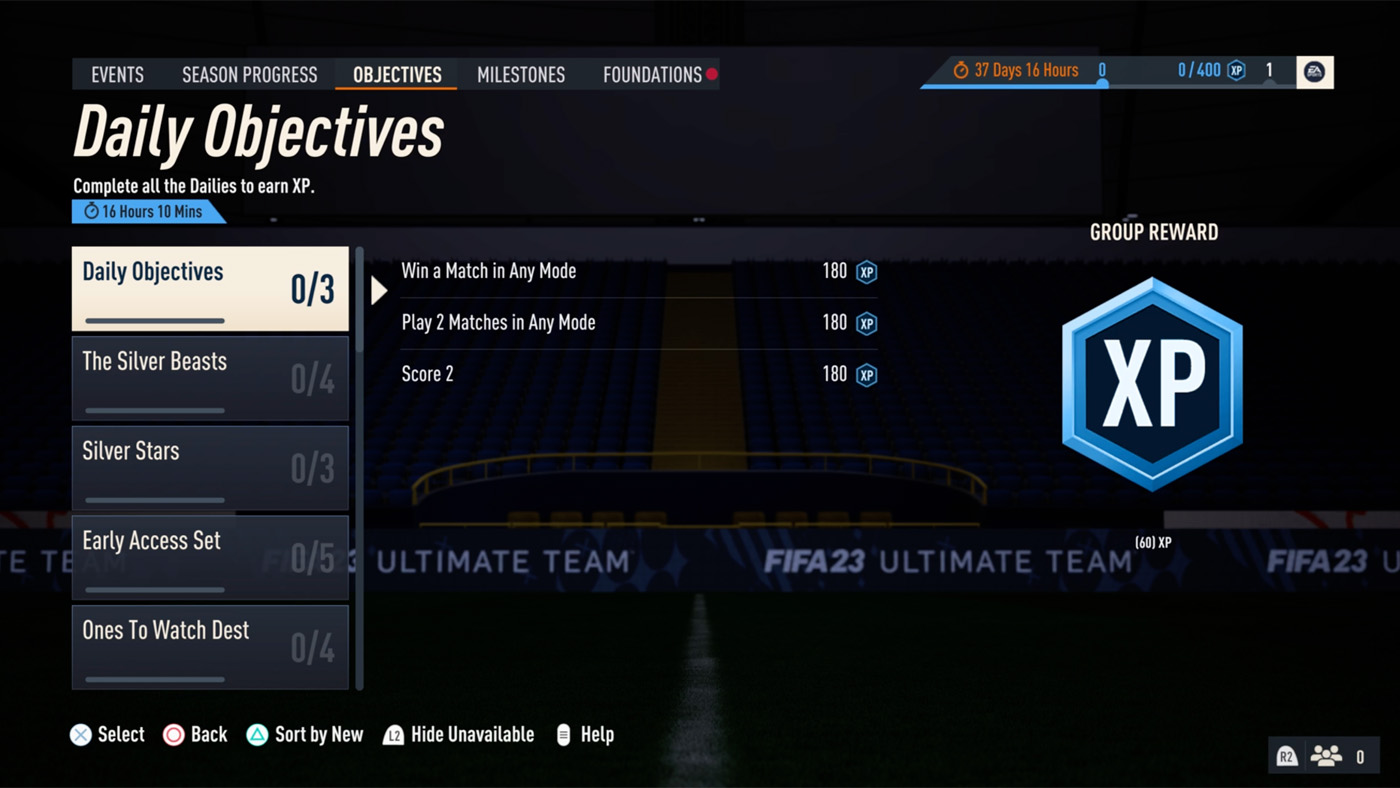 EVENTS SEASON PROGRESS OBJECTIVES MILESTONES FOUNDATIONS
37 Days 16 Hours 0 0 / 400 XP 1
Daily Objectives
Complete all the Dailies to earn XP.
16 Hours 10 Mins
Daily Objectives 0/3
Win a Match in Any Mode 180 XP
Play 2 Matches in Any Mode 180 XP
Score 2 180 XP
The Silver Beasts 0/4
Silver Stars 0/3
Early Access Set 0/5
Ones To Watch Dest 0/4
GROUP REWARD
XP
(60) XP
ULTIMATE TEAM FIFA23 ULTIMATE TEAM FIFA23
Select Back Sort by New L2 Hide Unavailable Help
R2 0